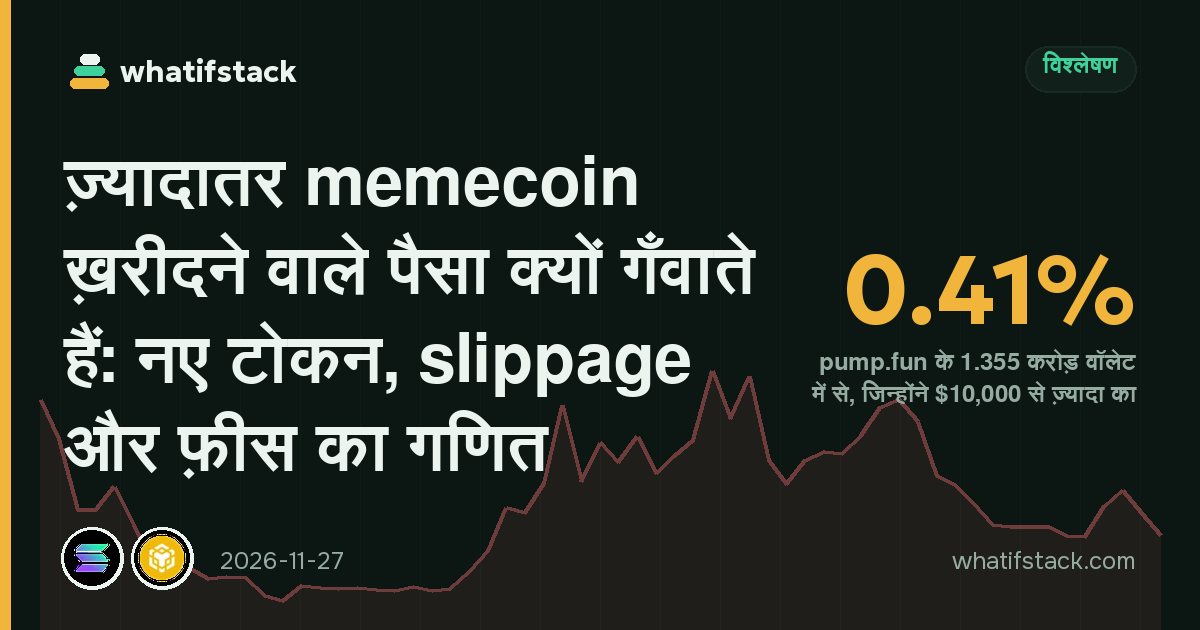 whatifstack
विश्लेषण
ज़्यादातर memecoin
ख़रीदने वाले पैसा क्यों गँवाते
हैं: नए टोकन, slippage
और फ़ीस का गणित
0.41%
pump.fun के 1.355 करोड़ वॉलेट
में से, जिन्होंने $10,000 से ज़्यादा का
2026-11-27
whatifstack.com